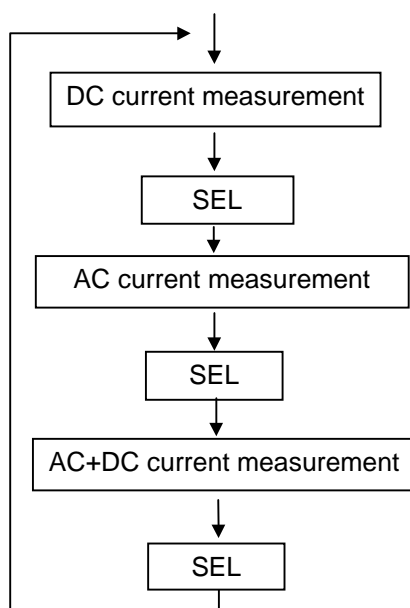 DC current measurement
SEL
AC current measurement
SEL
AC+DC current measurement
SEL